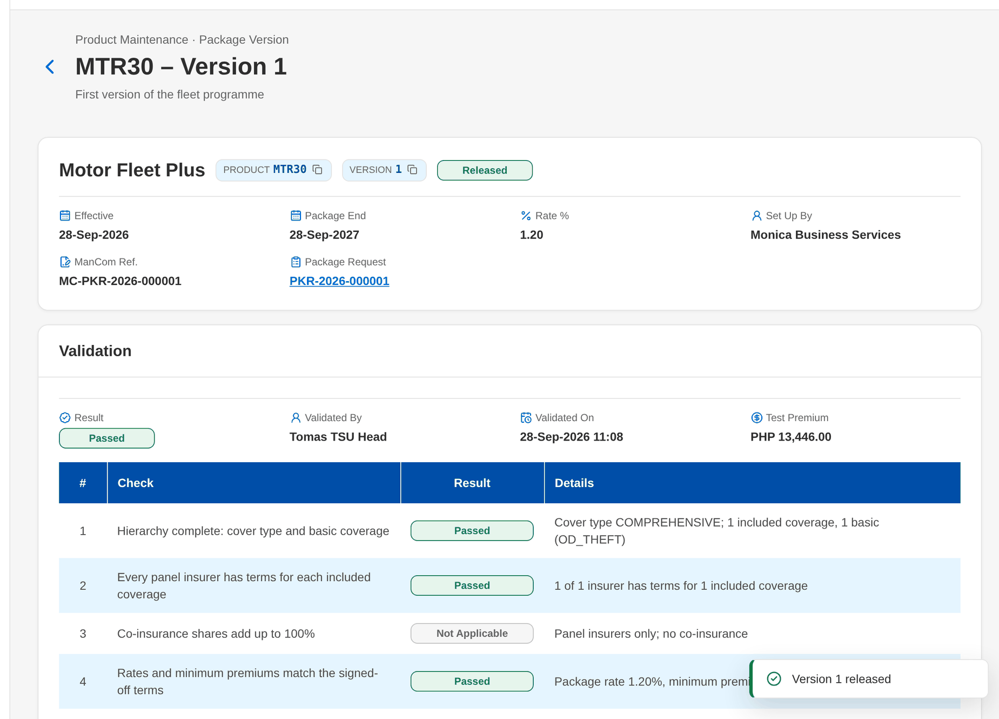 Product Maintenance · Package Version
MTR30 – Version 1
First version of the fleet programme
Motor Fleet Plus PRODUCT MTR30 VERSION 1 Released
Effective Package End Rate % Set Up By
28-Sep-2026 28-Sep-2027 1.20 Monica Business Services
ManCom Ref. Package Request
MC-PKR-2026-000001 PKR-2026-000001
Validation
Result Validated By Validated On Test Premium
Passed Tomas TSU Head 28-Sep-2026 11:08 PHP 13,446.00
# Check Result Details
1 Hierarchy complete: cover type and basic coverage Passed Cover type COMPREHENSIVE; 1 included coverage, 1 basic
(OD_THEFT)
2 Every panel insurer has terms for each included
coverage Passed 1 of 1 insurer has terms for 1 included coverage
3 Co-insurance shares add up to 100% Not Applicable Panel insurers only; no co-insurance
4 Rates and minimum premiums match the signed-
off terms Passed Package rate 1.20%, minimum
Version 1 released